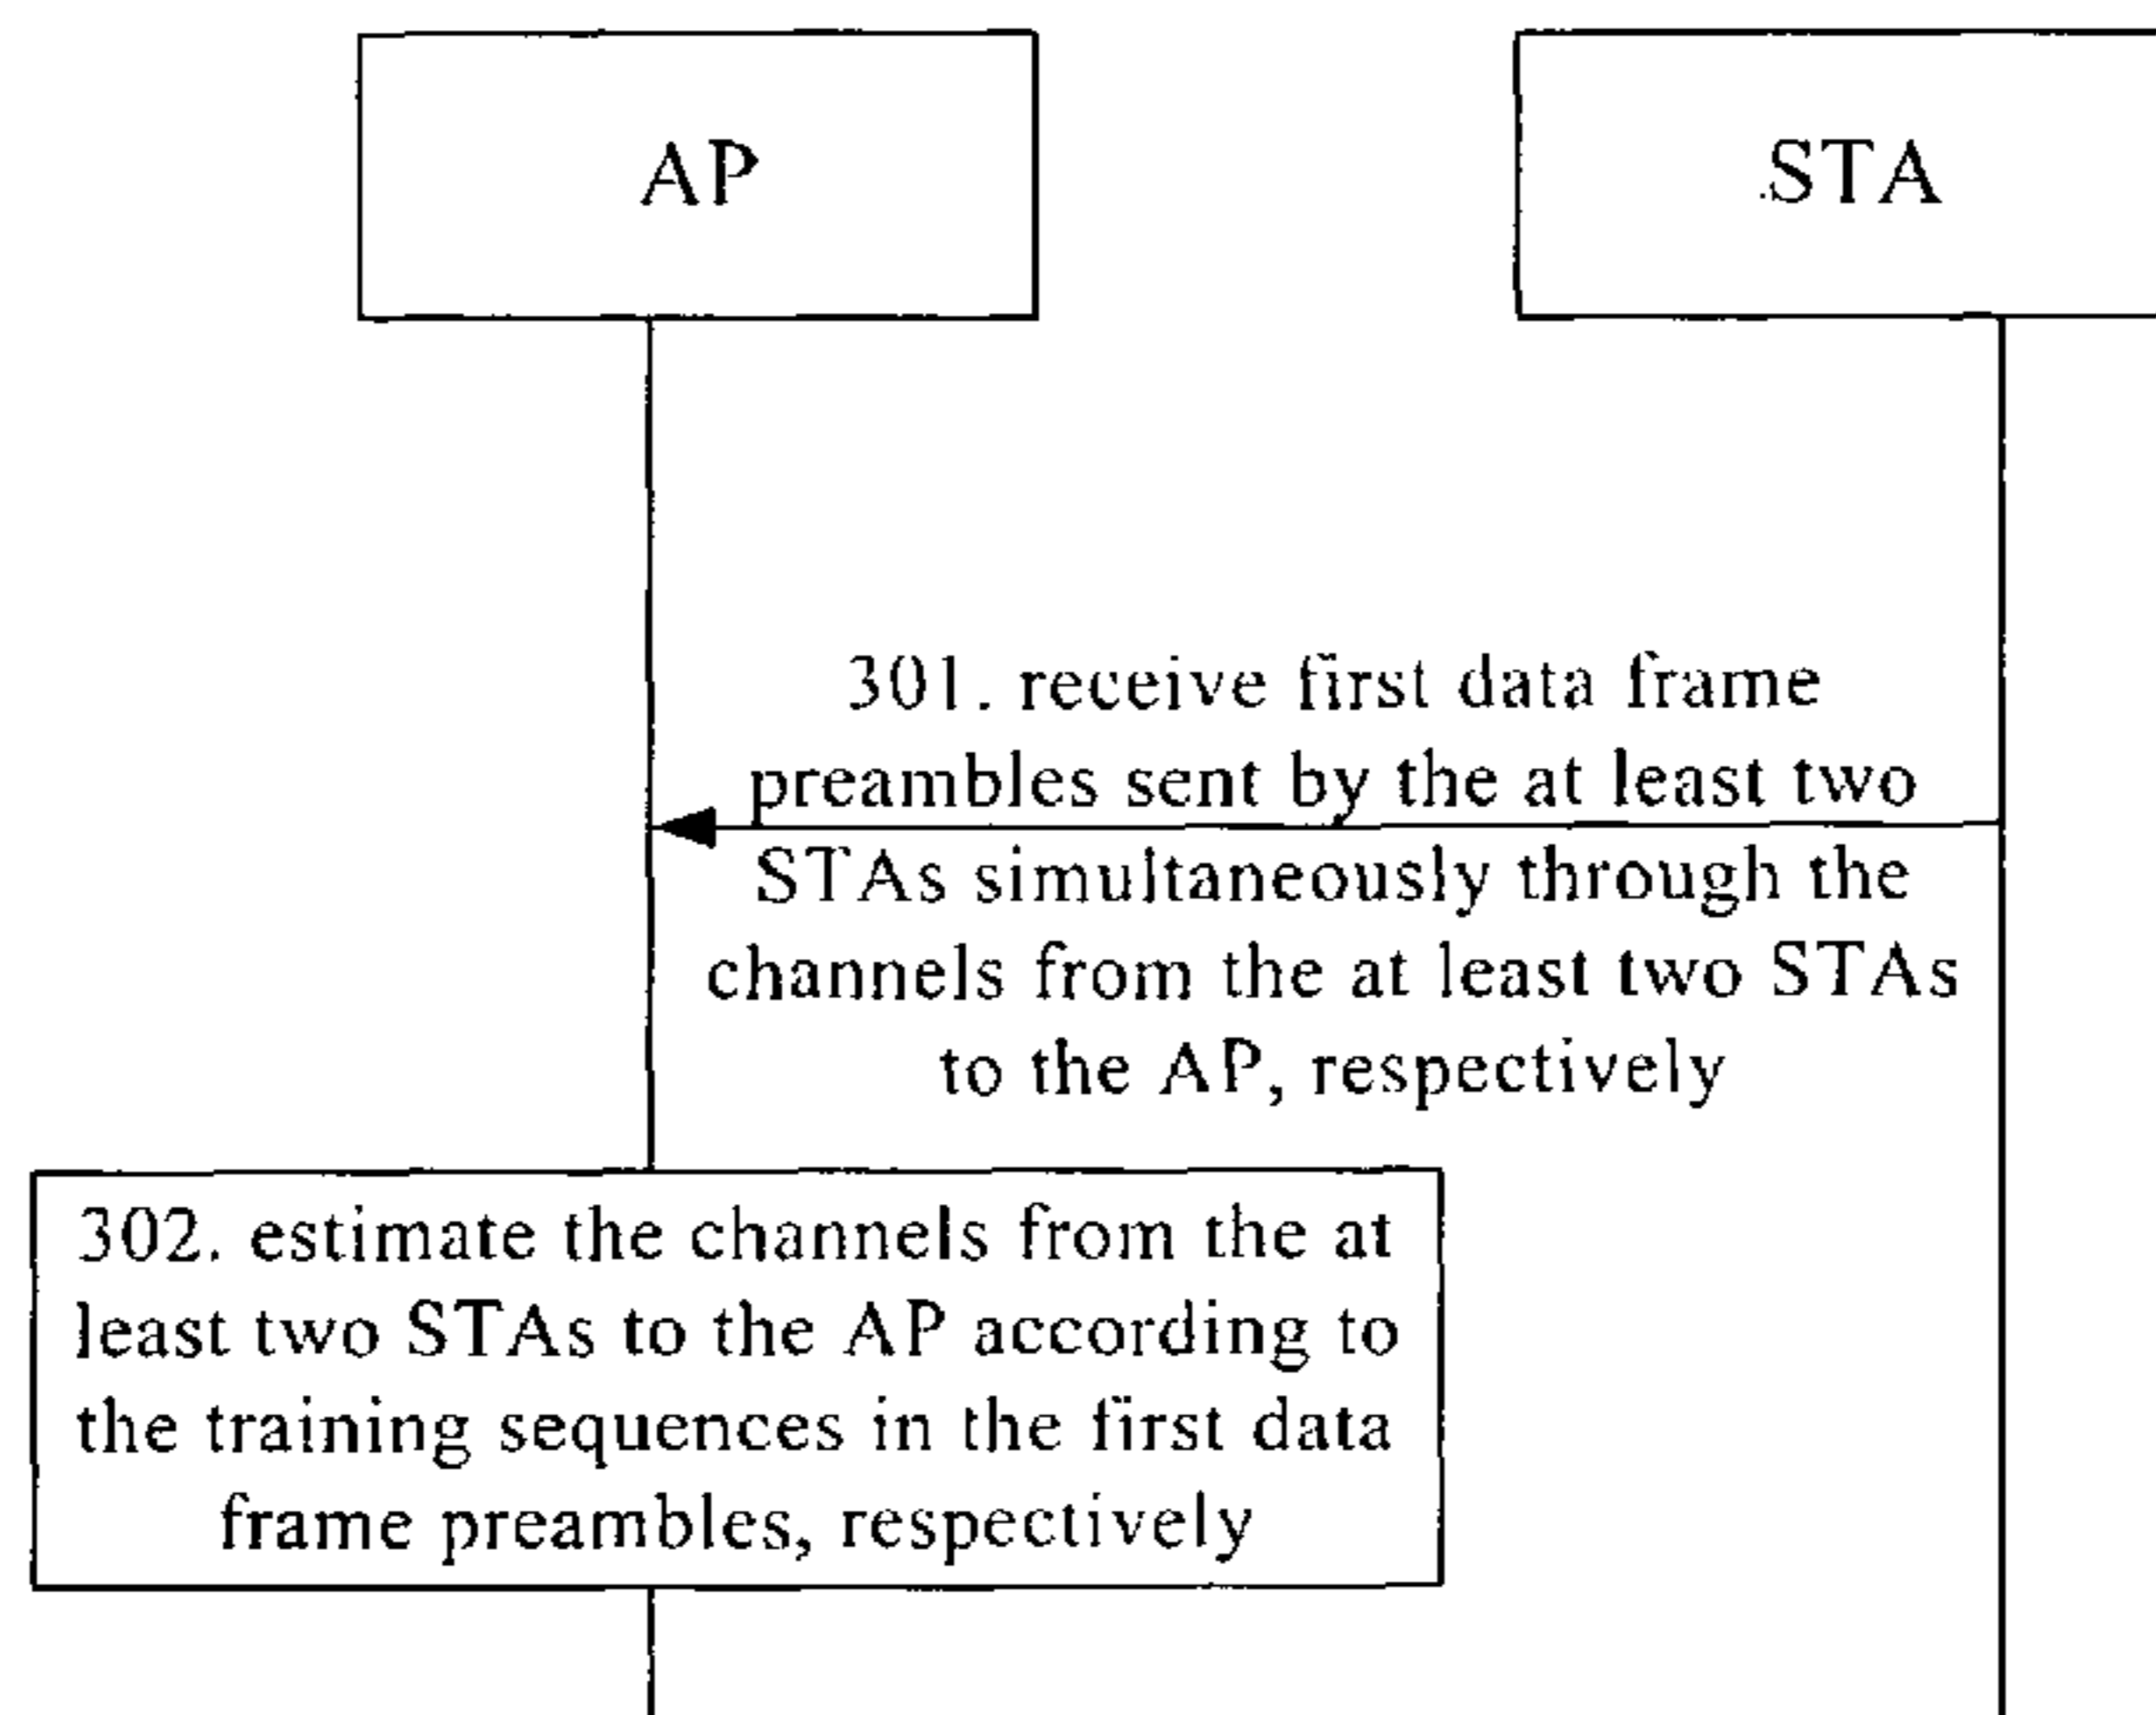 AP
STA
301. receive first data frame
preambles sent by the at least two
STAs simultaneously through the
channels from the at least two STAs
to the AP, respectively
302. estimate the channels from the at
least two STAs to the AP according to
the training sequences in the first data
frame preambles, respectively